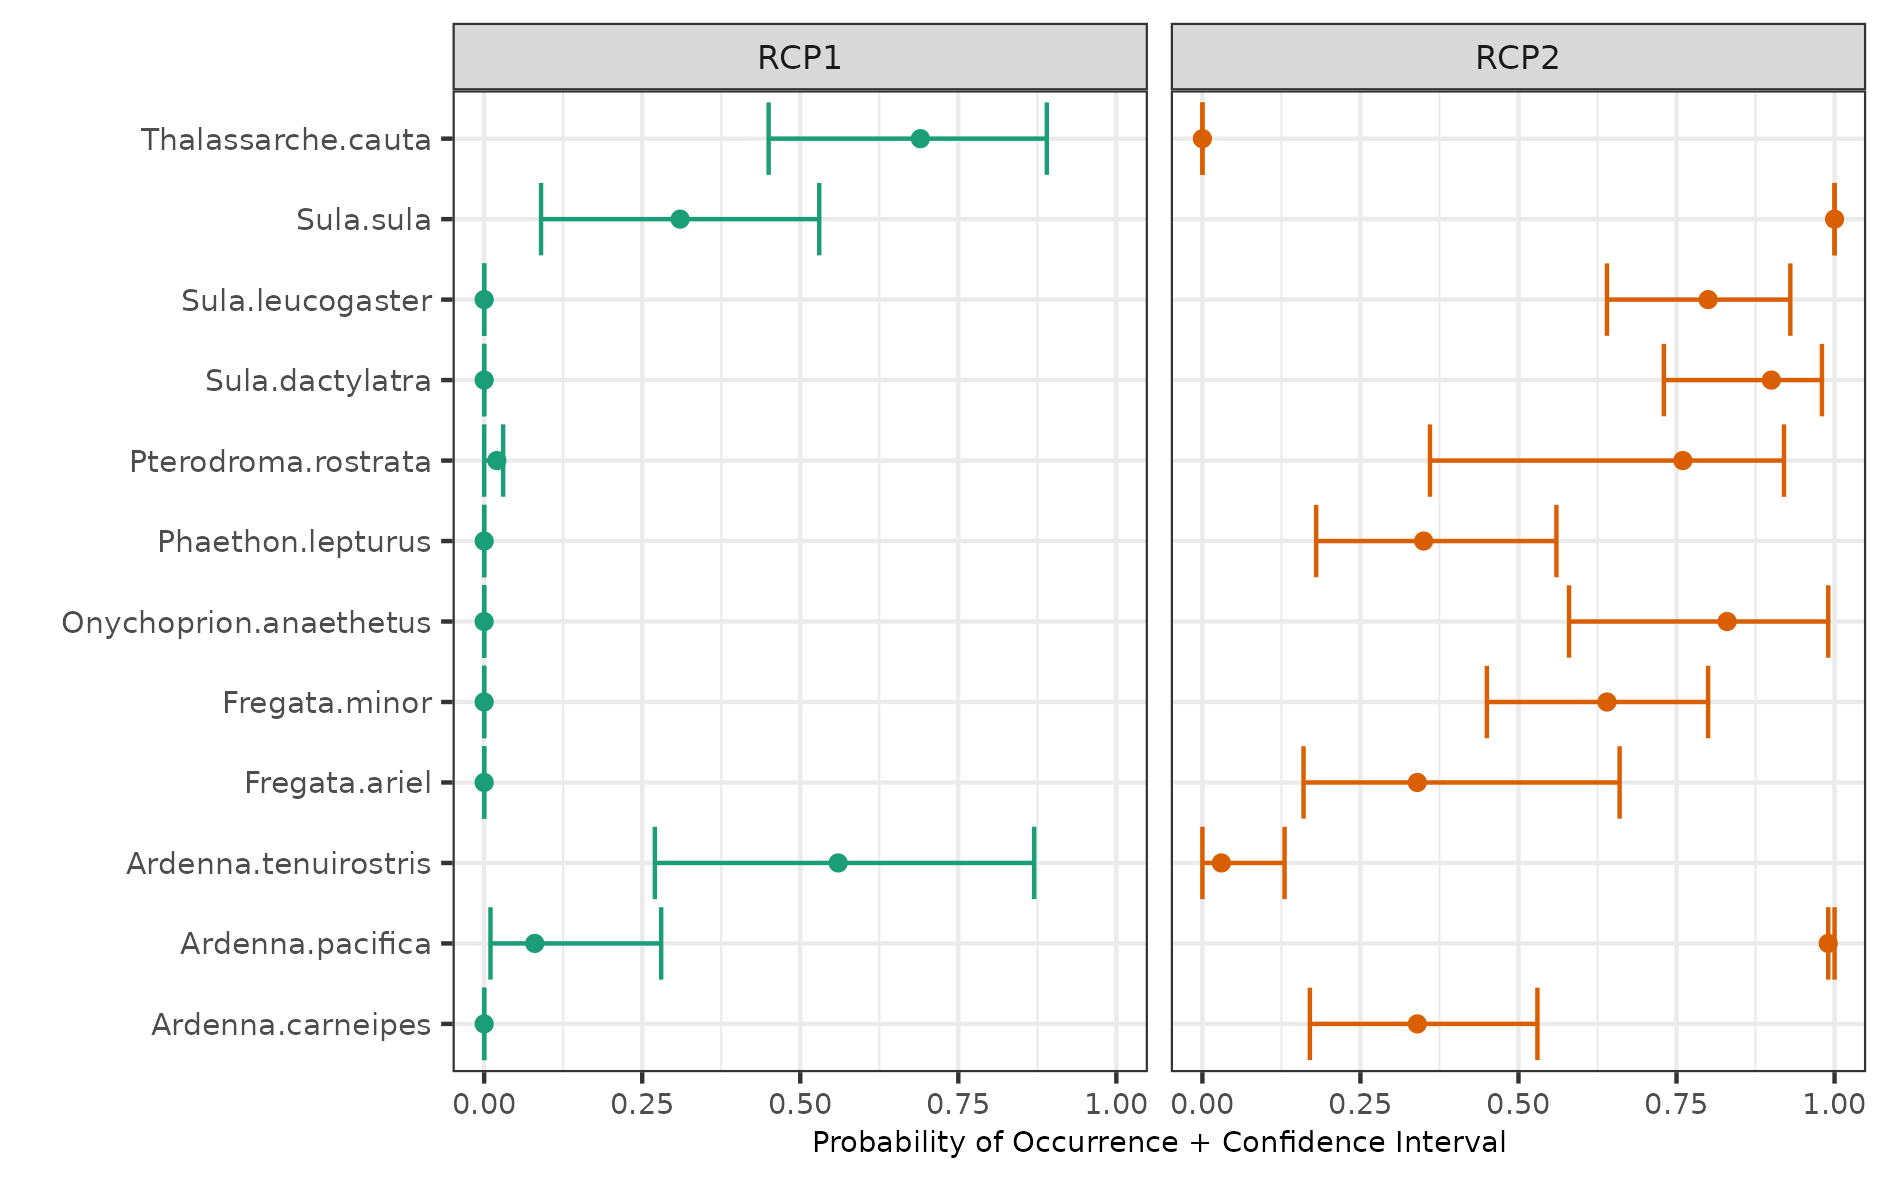 RCP1
RCP2
Thalassarche.cauta
Sula.sula
Sula.leucogaster
Sula.dactylatra
Pterodroma.rostrata
Phaethon.lepturus
Onychoprion.anaethetus
Fregata.minor
Fregata.ariel
Ardenna.tenuirostris
Ardenna.pacifica
Ardenna.carneipes
0.00 0.25 0.50 0.75 1.00 0.00 0.25 0.50 0.75 1.00
Probability of Occurrence + Confidence Interval